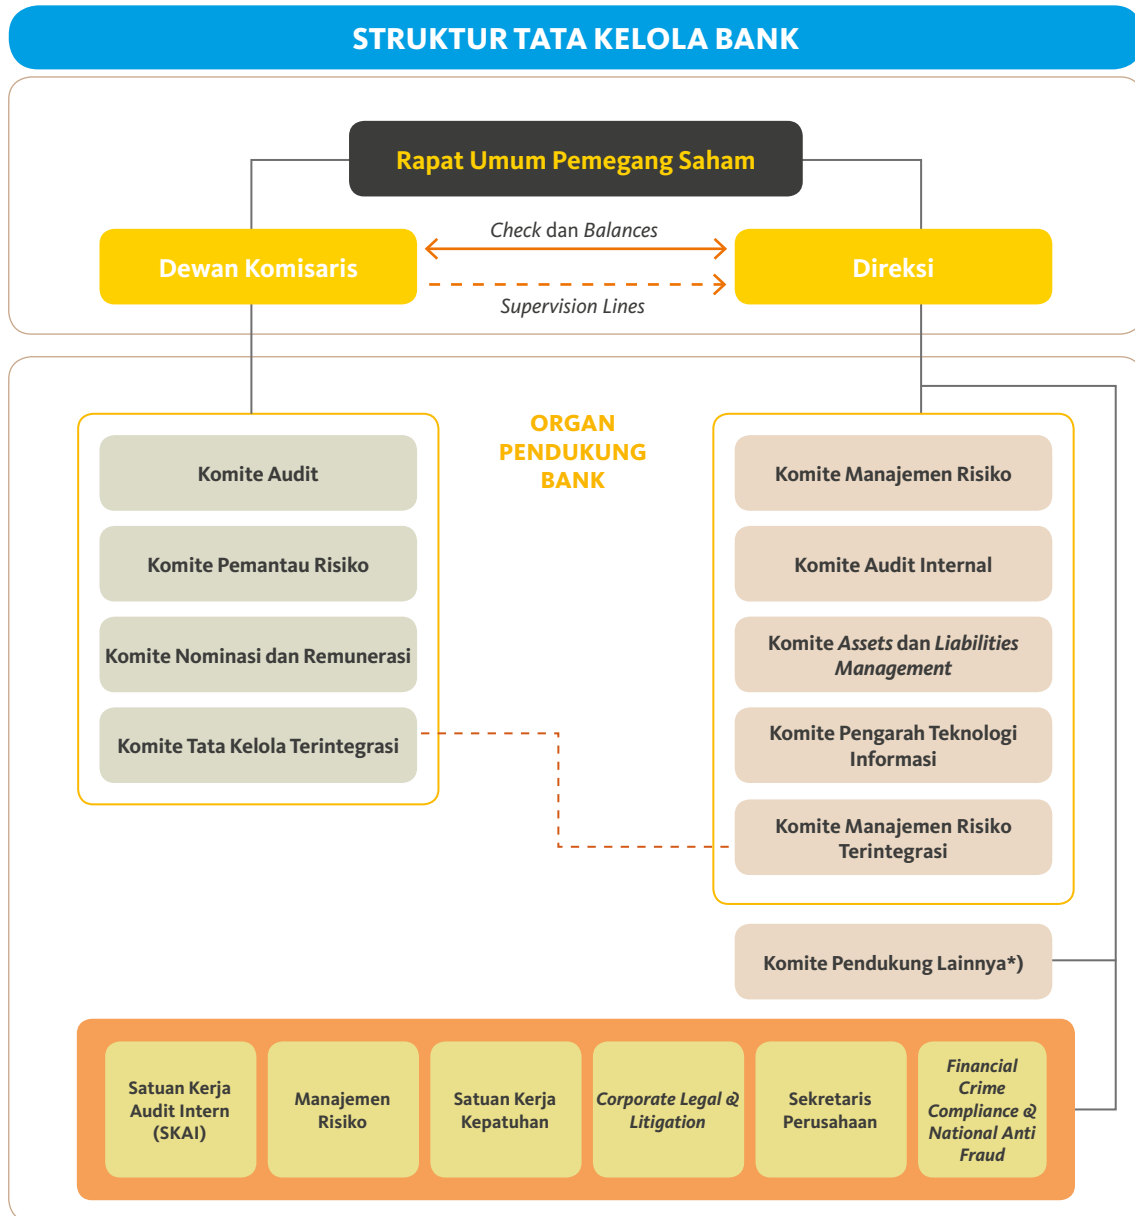 STRUKTUR TATA KELOLA BANK
Rapat Umum Pemegang Saham
Check dan Balances
Dewan Komisaris
Direksi
Supervision Lines
ORGAN
PENDUKUNG
BANK
Komite Audit
Komite Pemantau Risiko
Komite Nominasi dan Remunerasi
Komite Tata Kelola Terintegrasi
Komite Manajemen Risiko
Komite Audit Internal
Komite Assets dan Liabilities
Management
Komite Pengarah Teknologi
Informasi
Komite Manajemen Risiko
Terintegrasi
Komite Pendukung Lainnya*)
Satuan Kerja
Audit Intern
(SKAI)
Manajemen
Risiko
Satuan Kerja
Kepatuhan
Corporate Legal &
Litigation
Sekretaris
Perusahaan
Financial
Crime
Compliance &
National Anti
Fraud